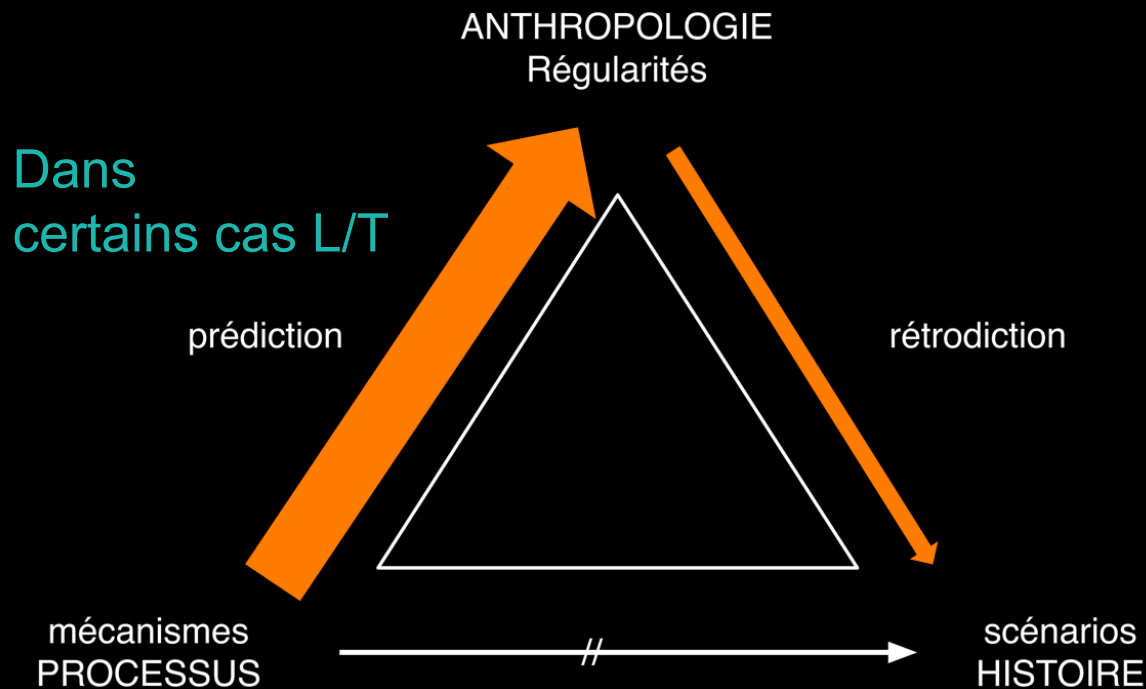 ANTHROPOLOGIE
Régularités
Dans
certains cas L/T
prédiction
rétrodiction
mécanismes
PROCESSUS
//
scénarios
HISTOIRE